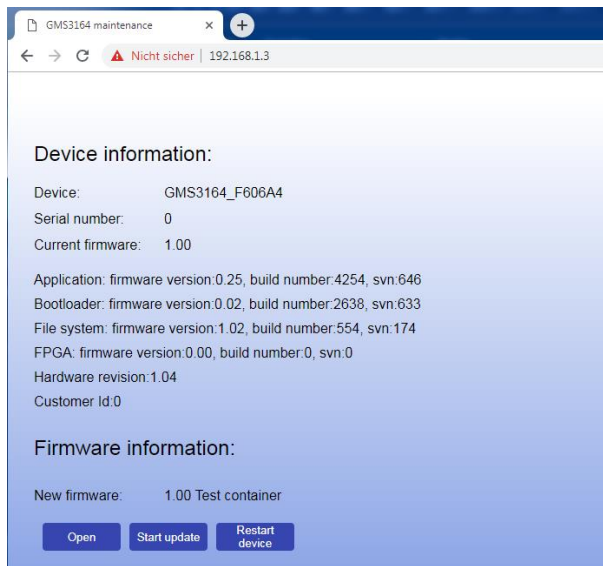 GMS3164 maintenance
Nicht sicher | 192.168.1.3
Device information:
Device: GMS3164_F606A4
Serial number: 0
Current firmware: 1.00
Application: firmware version:0.25, build number:4254, svn:646
Bootloader: firmware version:0.02, build number:2638, svn:633
File system: firmware version:1.02, build number:554, svn:174
FPGA: firmware version:0.00, build number:0, svn:0
Hardware revision:1.04
Customer Id:0
Firmware information:
New firmware: 1.00 Test container
Open Start update Restart device